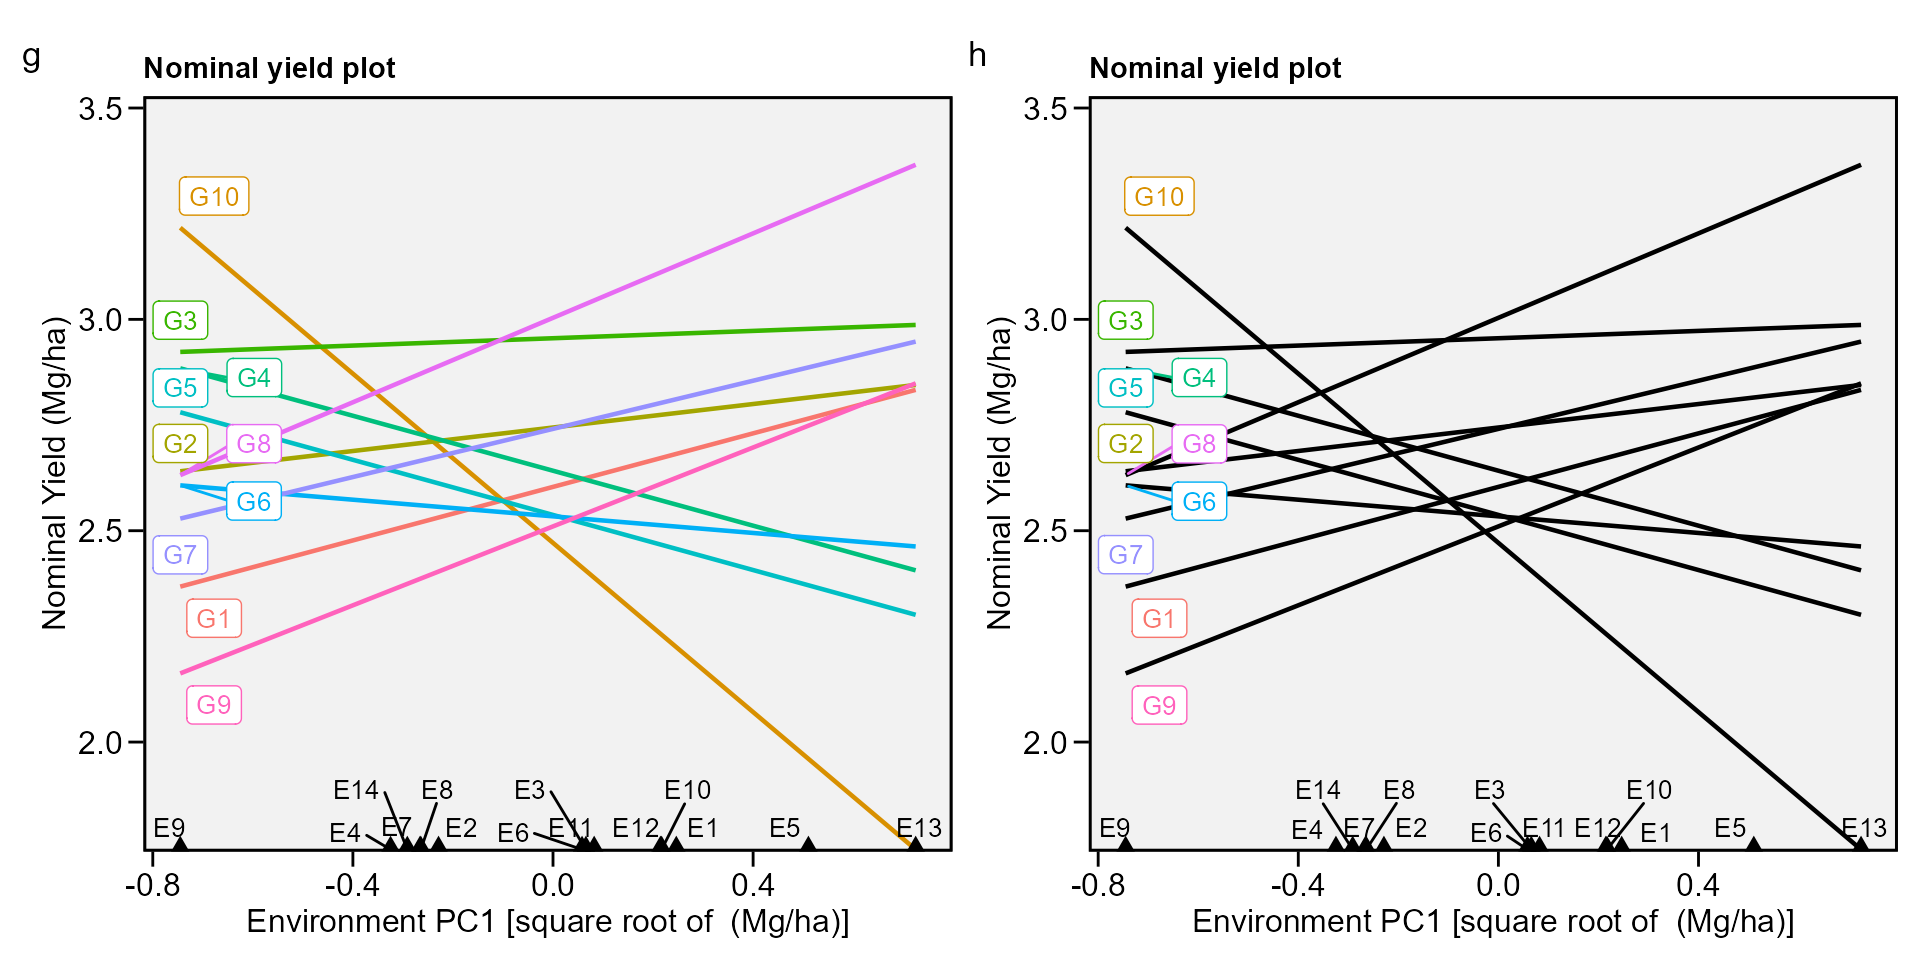 g
Nominal yield plot
3.5
3.0
2.5
2.0
Nominal Yield (Mg/ha)
G10
G3
G4
G5
G2
G8
G6
G7
G1
G9
E14
E8
E3
E10
E9
E4
E7
E2
E6
E11
E12
E1
E5
E13
-0.8
-0.4
0.0
0.4
Environment PC1 [square root of  (Mg/ha)]
h
Nominal yield plot
3.5
3.0
2.5
2.0
Nominal Yield (Mg/ha)
G10
G3
G4
G5
G2
G8
G6
G7
G1
G9
E14
E8
E3
E10
E9
E4
E7
E2
E6
E11
E12
E1
E5
E13
-0.8
-0.4
0.0
0.4
Environment PC1 [square root of  (Mg/ha)]